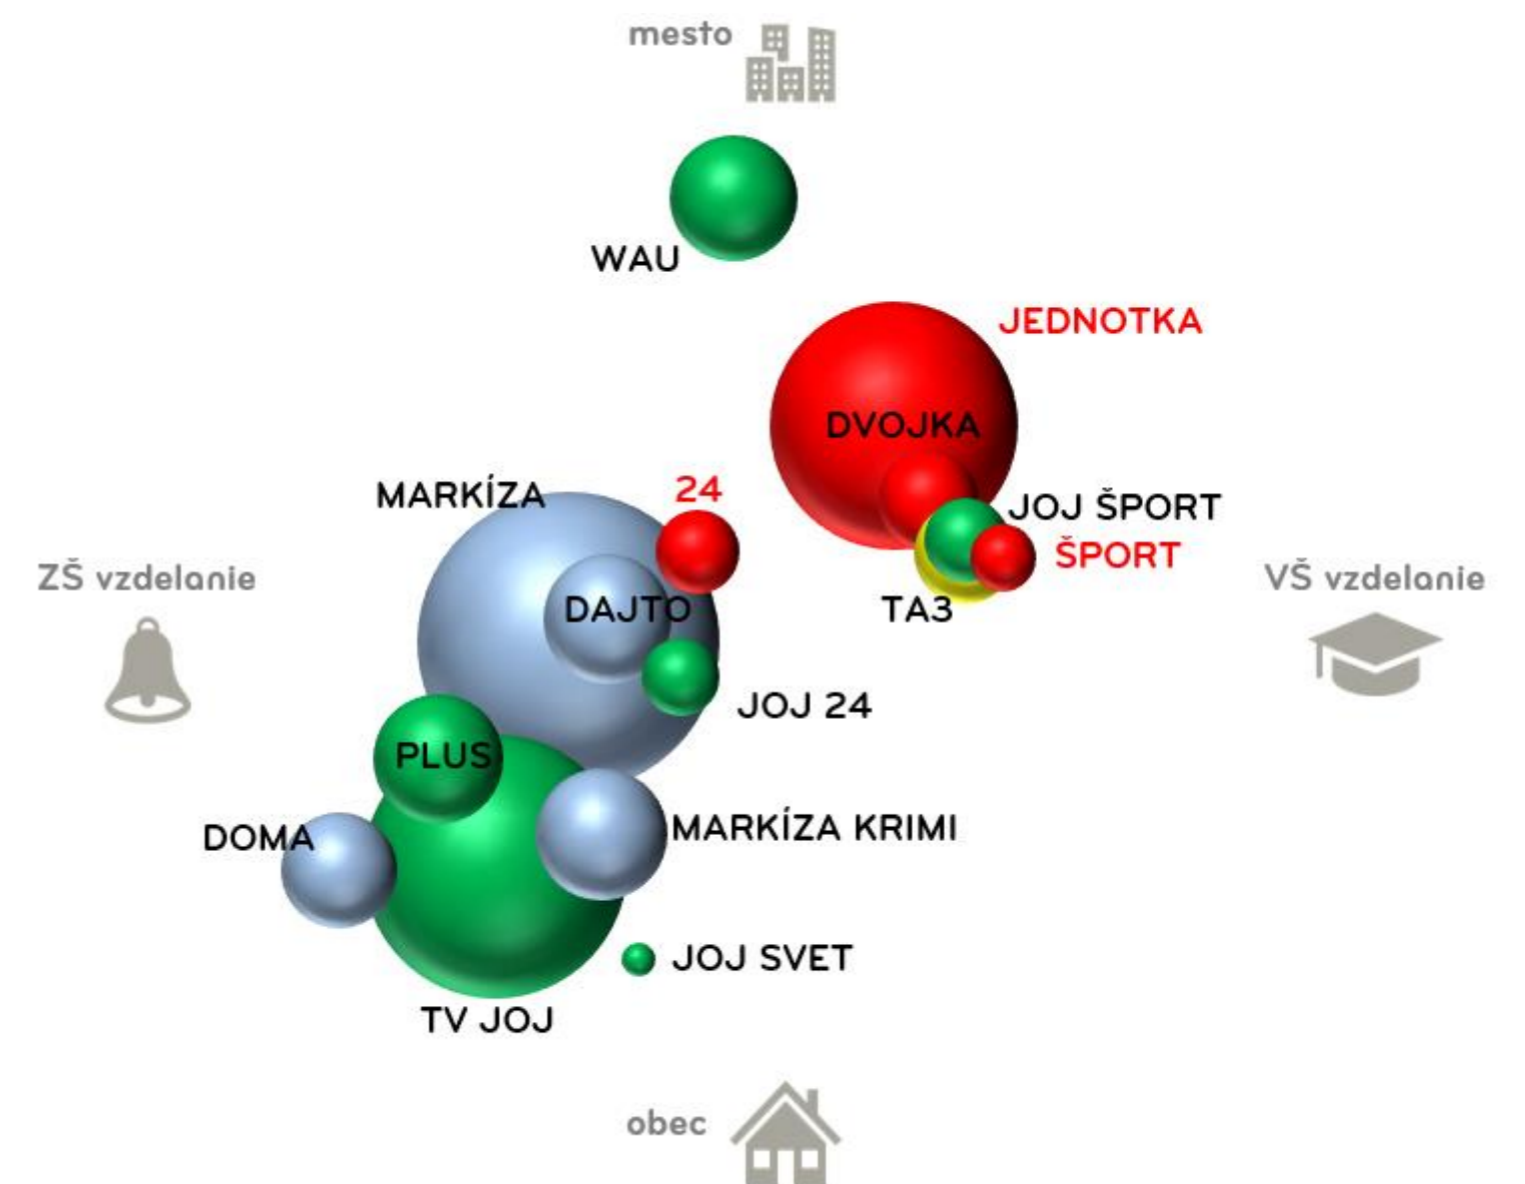 mesto
WAU
JEDNOTKA
DVOJKA
MARKÍZA
24
JOJ ŠPORT
ŠPORT
ZŠ vzdelanie
VŠ vzdelanie
DAJTO
TA3
JOJ 24
PLUS
DOMA
MARKÍZA KRIMI
JOJ SVET
TV JOJ
obec